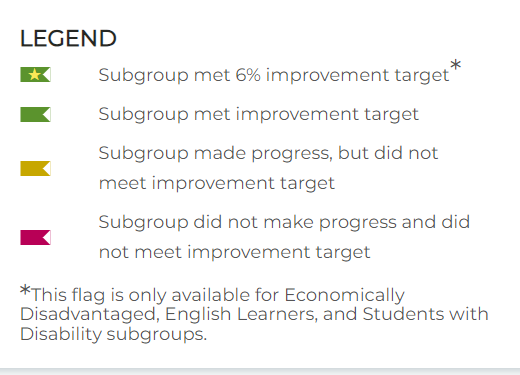 LEGEND
Subgroup met 6% improvement target*
Subgroup met improvement target
Subgroup made progress, but did not
meet improvement target
Subgroup did not make progress and did
not meet improvement target
*This flag is only available for Economically
Disadvantaged, English Learners, and Students with
Disability subgroups.